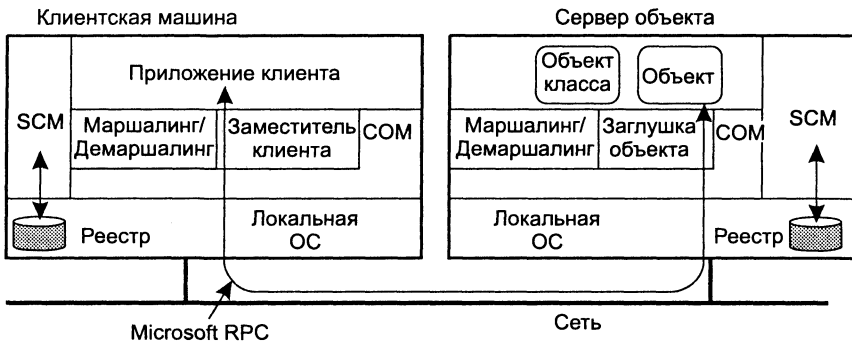 Клиентская машина
Сервер объекта
Приложение клиента
Объект
класса
Объект
SCM
Маршалинг/
Демаршалинг
Заместитель
клиента
COM
Маршалинг/
Демаршалинг
Заглушка
объекта
COM
SCM
Реестр
Локальная
ОС
Локальная
ОС
Реестр
Microsoft RPC
Сеть